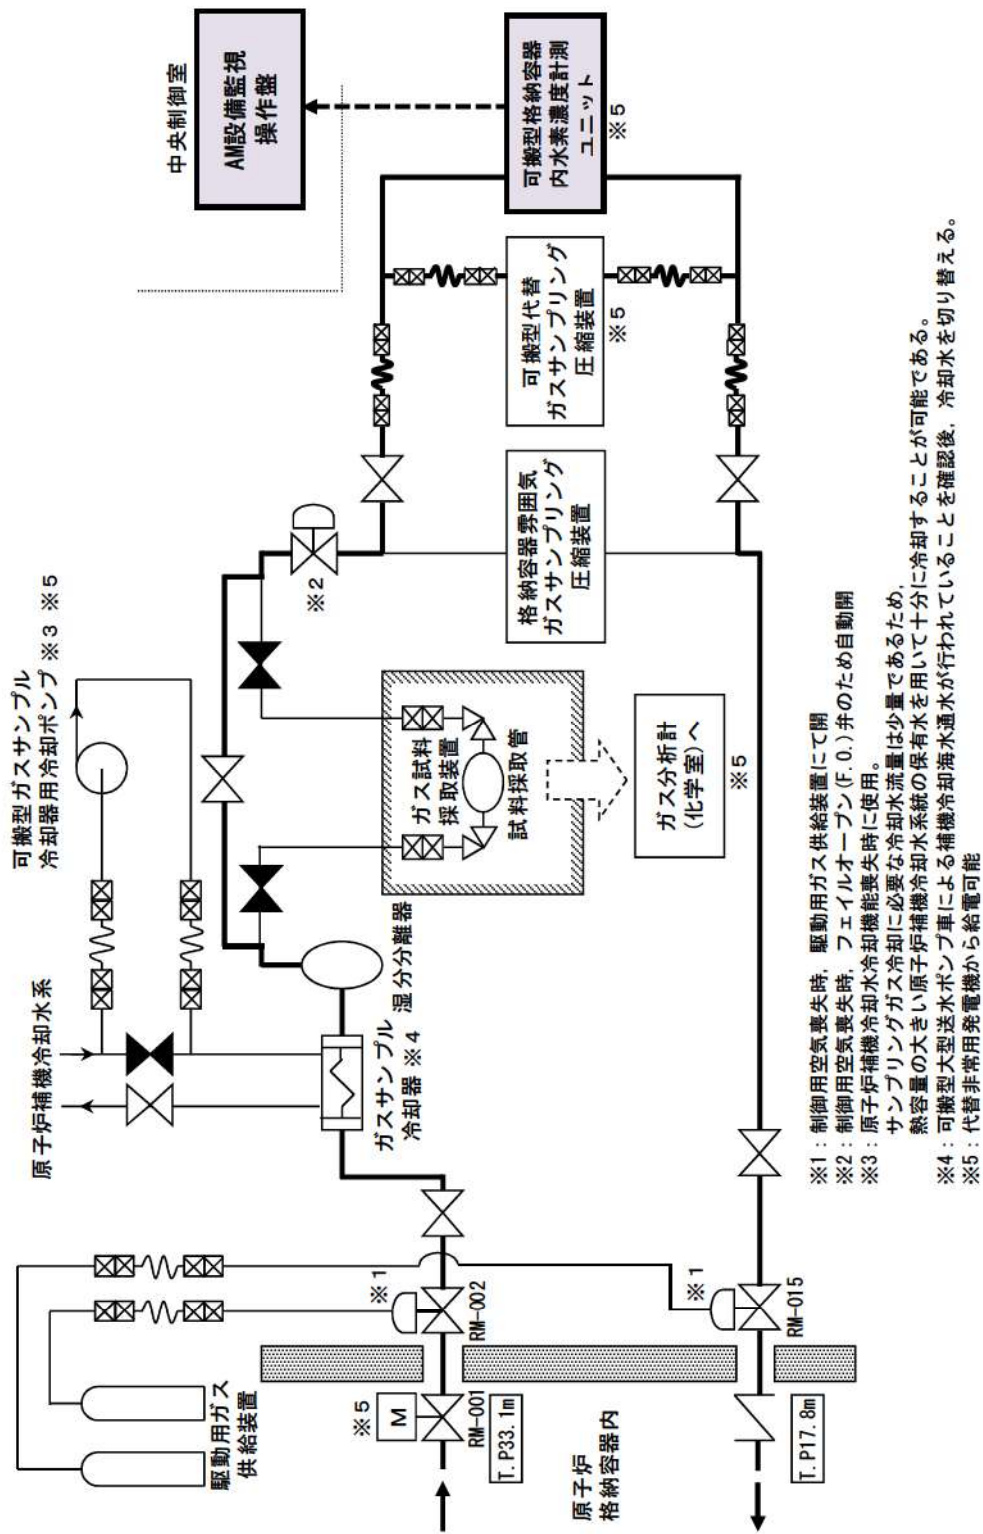 中央制御室
AM設備監視
操作盤
可搬型格納容器
内水素濃度計測
ユニット
※5
可搬型代替
ガスサンプリング
圧縮装置
※5
格納容器雰囲気
ガスサンプリング
圧縮装置
※2
可搬型ガスサンプル
冷却器用冷却ポンプ ※3 ※5
原子炉補機冷却水系
ガス試料
採取装置
試料採取管
ガス分析計
(化学室)へ
※5
湿分分離器
ガスサンプル
冷却器 ※4
駆動用ガス
供給装置
※1
RM-002
※5
M
RM-001
T.P33.1m
原子炉
格納容器内
※1
RM-015
T.P17.8m
※1:制御用空気喪失時,駆動用ガス供給装置にて開
※2:制御用空気喪失時,フェイルオープン(F.O.)弁のため自動開
※3:原子炉補機冷却水冷却機能喪失時に使用。
サンプリングガス冷却に必要な冷却水流量は少量であるため,
熱容量の大きい原子炉補機冷却水系統の保有水を用いて十分に冷却することが可能である。
※4:可搬型大型送水ポンプ車による補機冷却海水通水が行われていることを確認後,冷却水を切り替える。
※5:代替非常用発電機から給電可能